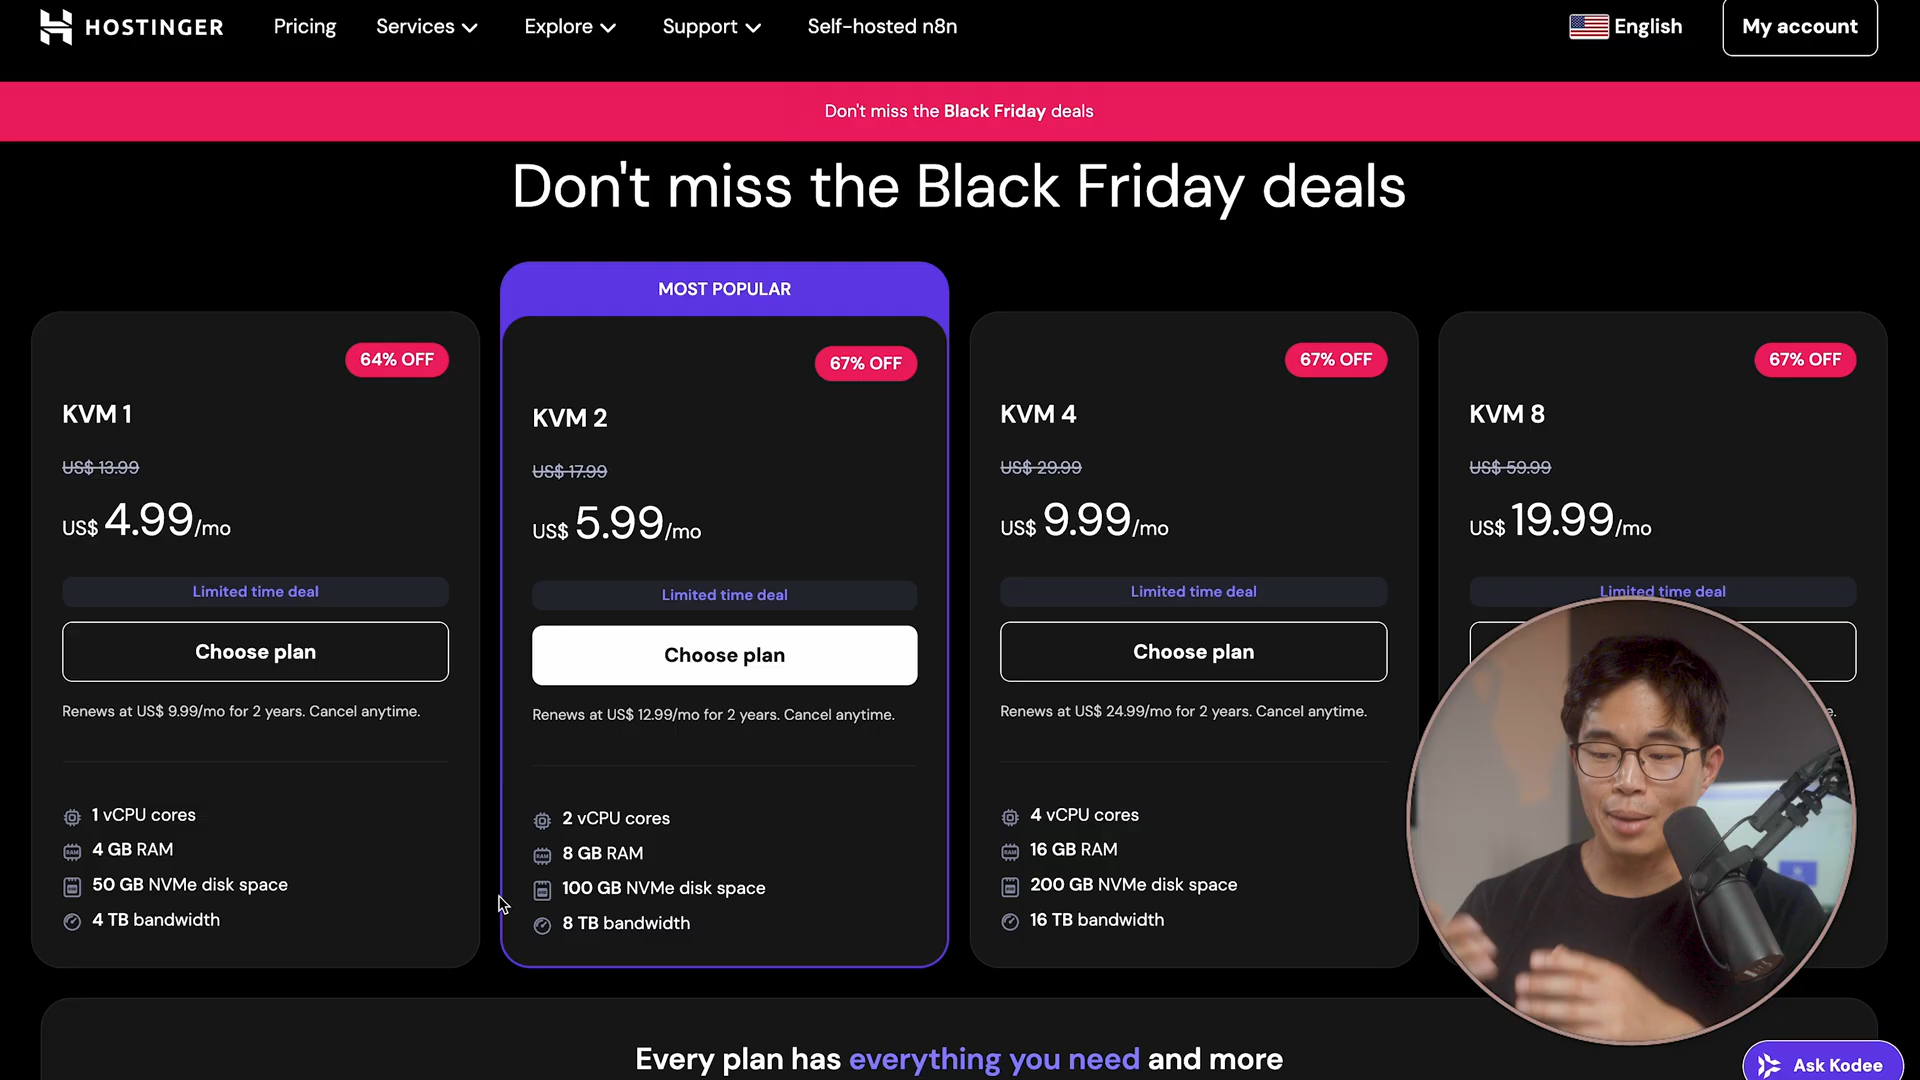 HOSTINGER
Pricing
Services
Explore
Support
Self-hosted n8n
English
My account
Don't miss the Black Friday deals
Don't miss the Black Friday deals
MOST POPULAR
64% OFF
KVM 1
US$ 13.99
US$ 4.99/mo
Limited time deal
Choose plan
Renews at US$ 9.99/mo for 2 years. Cancel anytime.
1 vCPU cores
4 GB RAM
50 GB NVMe disk space
4 TB bandwidth
67% OFF
KVM 2
US$ 17.99
US$ 5.99/mo
Limited time deal
Choose plan
Renews at US$ 12.99/mo for 2 years. Cancel anytime.
2 vCPU cores
8 GB RAM
100 GB NVMe disk space
8 TB bandwidth
67% OFF
KVM 4
US$ 29.99
US$ 9.99/mo
Limited time deal
Choose plan
Renews at US$ 24.99/mo for 2 years. Cancel anytime.
4 vCPU cores
16 GB RAM
200 GB NVMe disk space
16 TB bandwidth
67% OFF
KVM 8
US$ 59.99
US$ 19.99/mo
Limited time deal
Every plan has everything you need and more
Ask Kodee